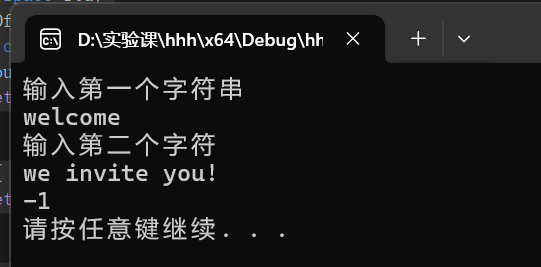 D:\实验课\hhh\x64\Debug\hh
输入第一个字符串
welcome
输入第二个字符
we invite you!
-1
请按任意键继续. . .